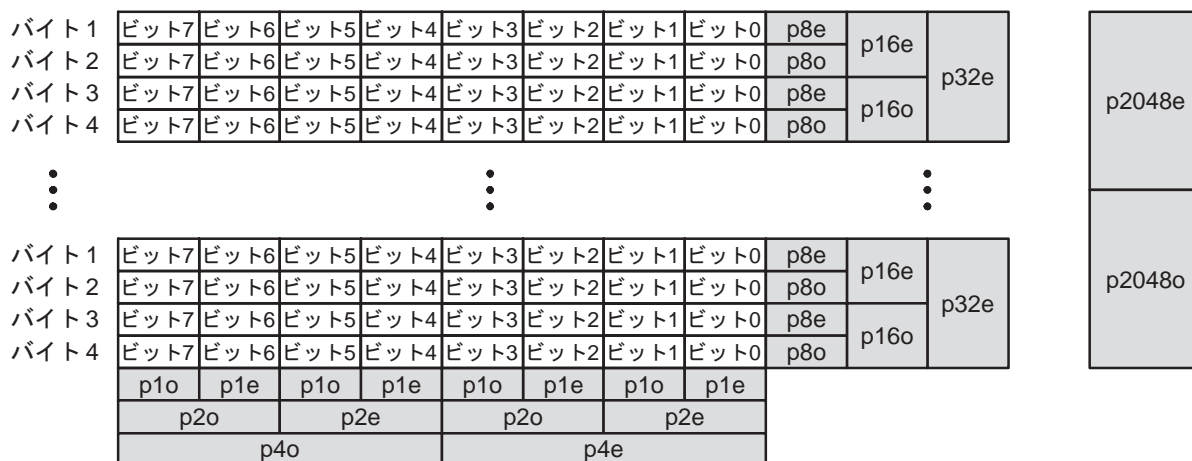 バイト1 ビット7 ビット6 ビット5 ビット4 ビット3 ビット2 ビット1 ビット0 p8e p16e p32e p2048e
バイト2 ビット7 ビット6 ビット5 ビット4 ビット3 ビット2 ビット1 ビット0 p8o
バイト3 ビット7 ビット6 ビット5 ビット4 ビット3 ビット2 ビット1 ビット0 p8e p16o
バイト4 ビット7 ビット6 ビット5 ビット4 ビット3 ビット2 ビット1 ビット0 p8o
バイト1 ビット7 ビット6 ビット5 ビット4 ビット3 ビット2 ビット1 ビット0 p8e p16e p32e p2048o
バイト2 ビット7 ビット6 ビット5 ビット4 ビット3 ビット2 ビット1 ビット0 p8o
バイト3 ビット7 ビット6 ビット5 ビット4 ビット3 ビット2 ビット1 ビット0 p8e p16o
バイト4 ビット7 ビット6 ビット5 ビット4 ビット3 ビット2 ビット1 ビット0 p8o
p1o p1e p1o p1e p1o p1e p1o p1e
p2o p2e p2o p2e
p4o p4e